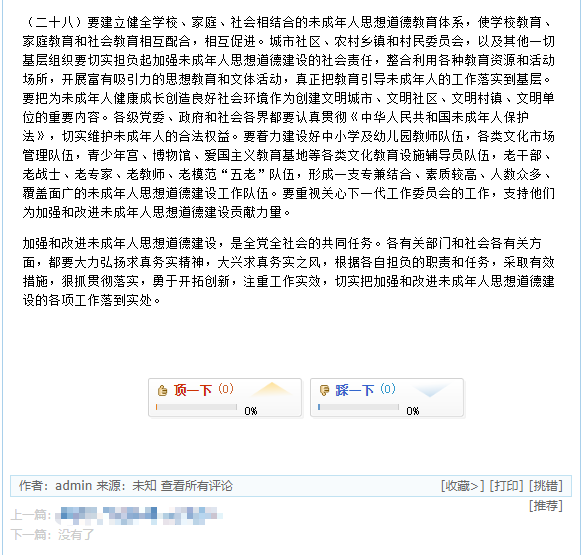 （二十八）要建立健全学校、家庭、社会相结合的未成年人思想道德教育体系，使学校教育、
家庭教育和社会教育相互配合，相互促进。城市社区、农村乡镇和村民委员会，以及其他一切
基层组织要切实担负起加强未成年人思想道德建设的社会责任，整合利用各种教育资源和活动
场所，开展富有吸引力的思想教育和文体活动，真正把教育引导未成年人的工作落实到基层。
要把为未成年人健康成长创造良好社会环境作为创建文明城市、文明社区、文明村镇、文明单
位的重要内容。各级党委、政府和社会各界都要认真贯彻《中华人民共和国未成年人保护
法》，切实维护未成年人的合法权益。要着力建设好中小学及幼儿园教师队伍，各类文化市场
管理队伍，青少年宫、博物馆、爱国主义教育基地等各类文化教育设施辅导员队伍，老干部、
老战士、老专家、老教师、老模范“五老”队伍，形成一支专兼结合、素质较高、人数众多、
覆盖面广的未成年人思想道德建设工作队伍。要重视关心下一代工作委员会的工作，支持他们
为加强和改进未成年人思想道德建设贡献力量。
加强和改进未成年人思想道德建设，是全党全社会的共同任务。各有关部门和社会各有关方
面，都要大力弘扬求真务实精神，大兴求真务实之风，根据各自担负的职责和任务，采取有效
措施，狠抓贯彻落实，勇于开拓创新，注重工作实效，切实把加强和改进未成年人思想道德建
设的各项工作落到实处。
顶一下 (0) 踩一下 (0)
0% 0%
作者：admin 来源：未知 查看所有评论 [收藏>] [打印] [挑错]
[推荐]
上一篇：
下一篇：没有了